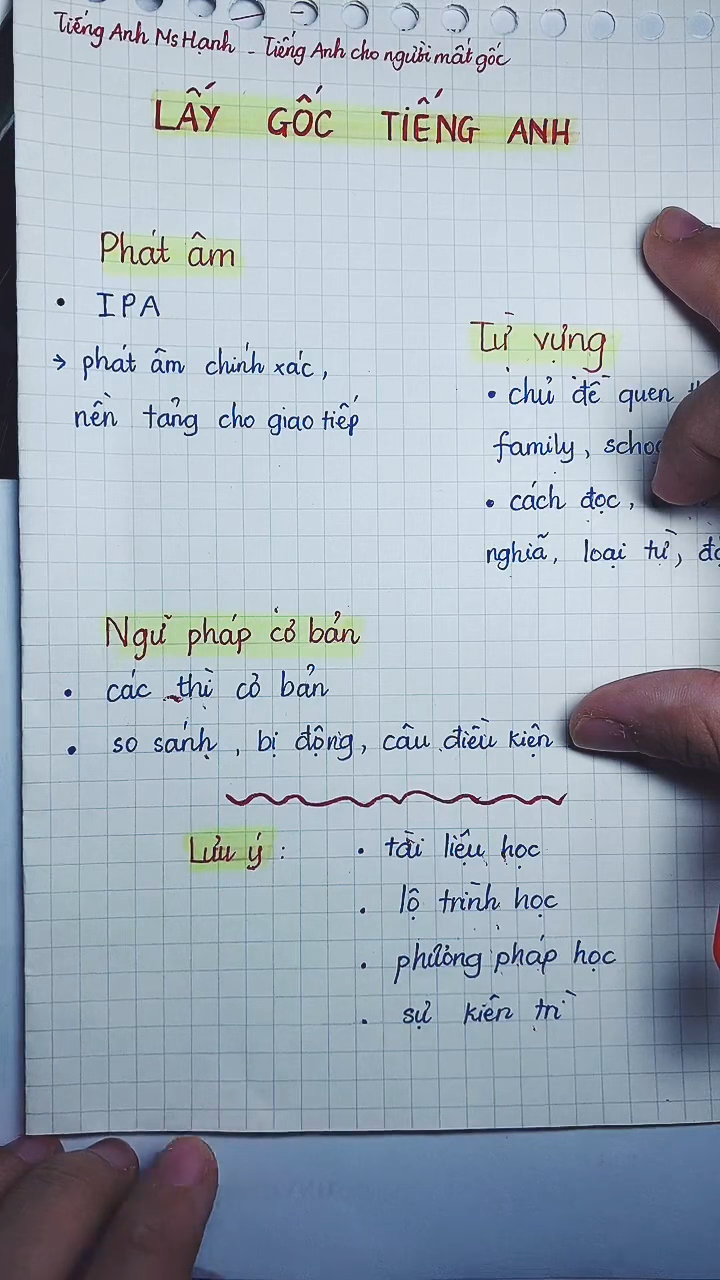 Tiếng Anh Ms Hạnh - Tiếng Anh cho người mất gốc
LẤY GỐC TIẾNG ANH
Phát âm
• IPA
→ phát âm chính xác,
nền tảng cho giao tiếp
Từ vựng
• chủ đề quen
family,
• cách đọc,
nghĩa, loại từ,
Ngữ pháp cơ bản
• các thì cơ bản
• so sánh, bị động, câu điều kiện
Lưu ý :
• tài liệu học
• lộ trình học
• phương pháp học
• sự kiên trì